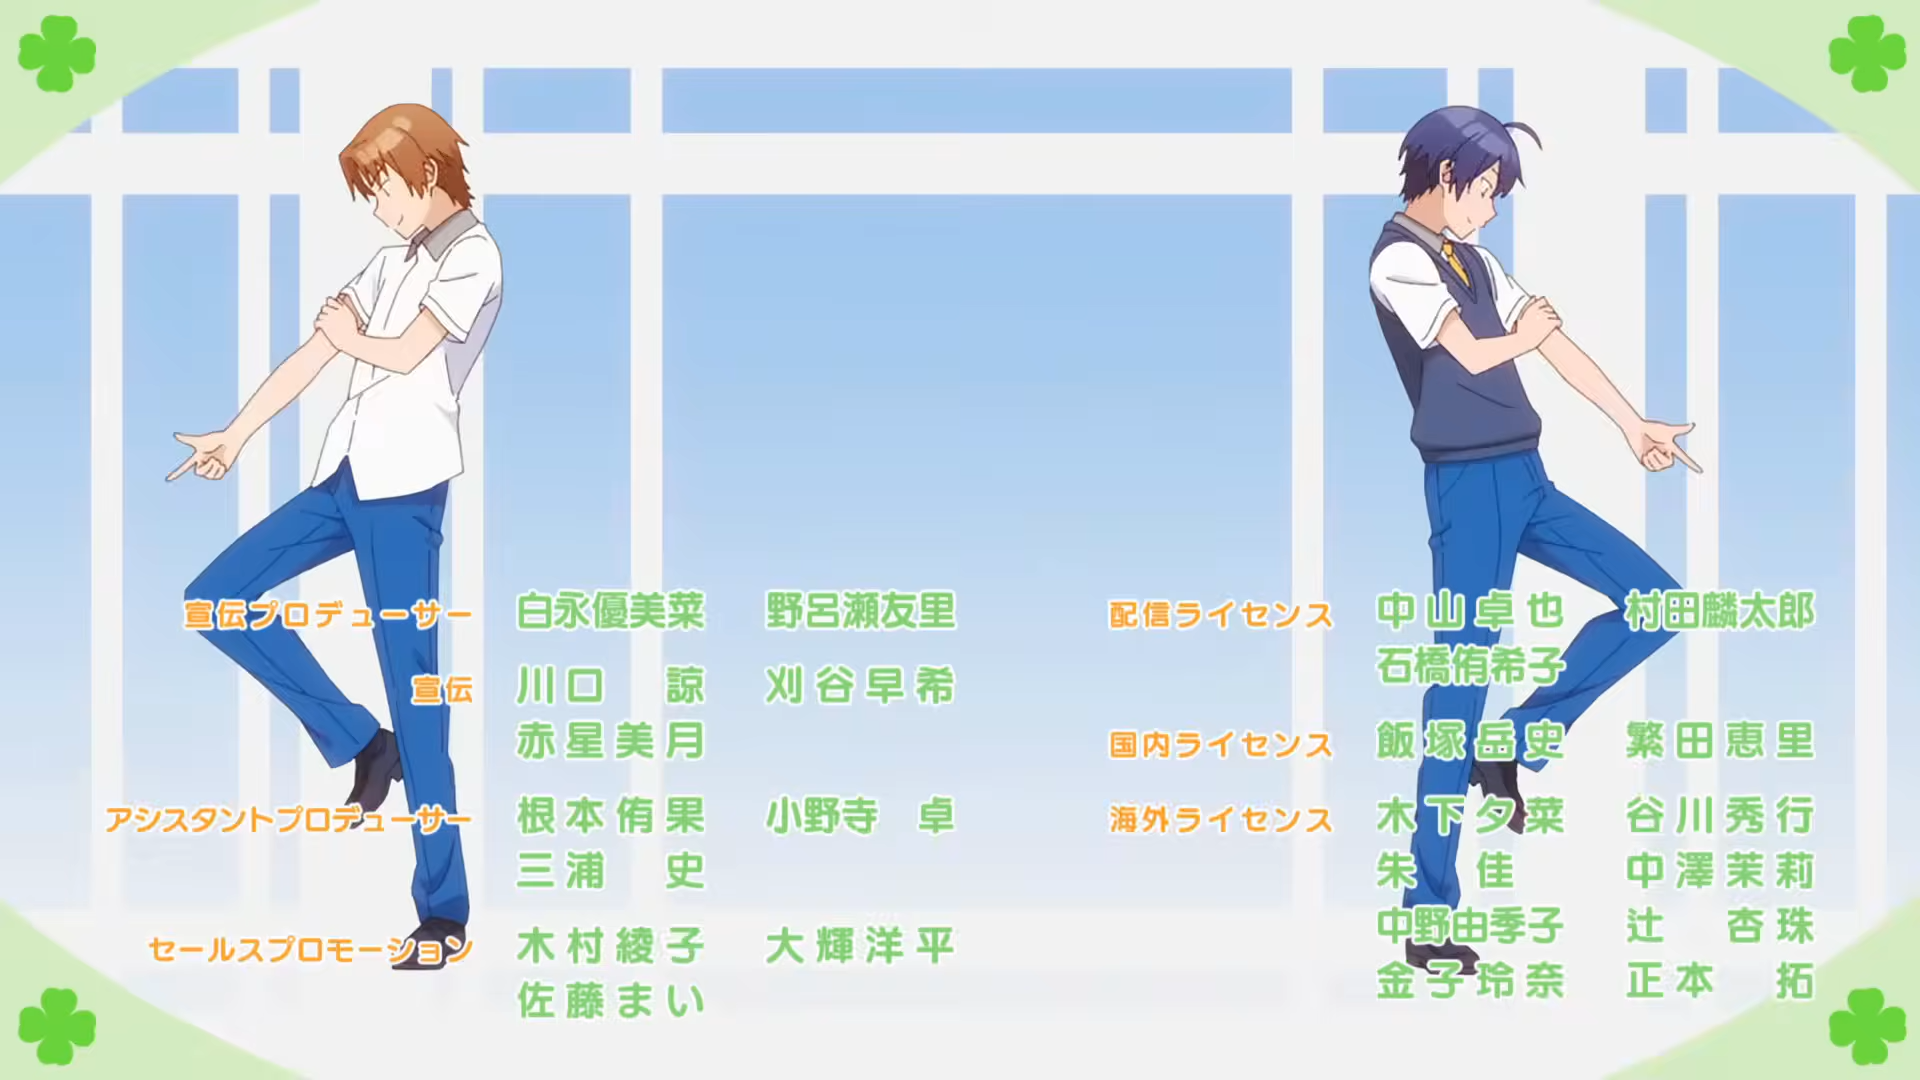 宣伝プロデューサー 白永優美菜 野呂瀬友里
宣伝 川口 諒 刈谷早希
赤星美月
アシスタントプロデューサー 根本侑果 小野寺 卓
三浦 史
セールスプロモーション 木村綾子 大輝洋平
佐藤まい
配信ライセンス 中山卓也 村田麟太郎
石橋侑希子
国内ライセンス 飯塚岳史 繁田恵里
海外ライセンス 木下夕菜 谷川秀行
朱 佳 中澤茉莉
中野由季子 辻 杏珠
金子玲奈 正本 拓